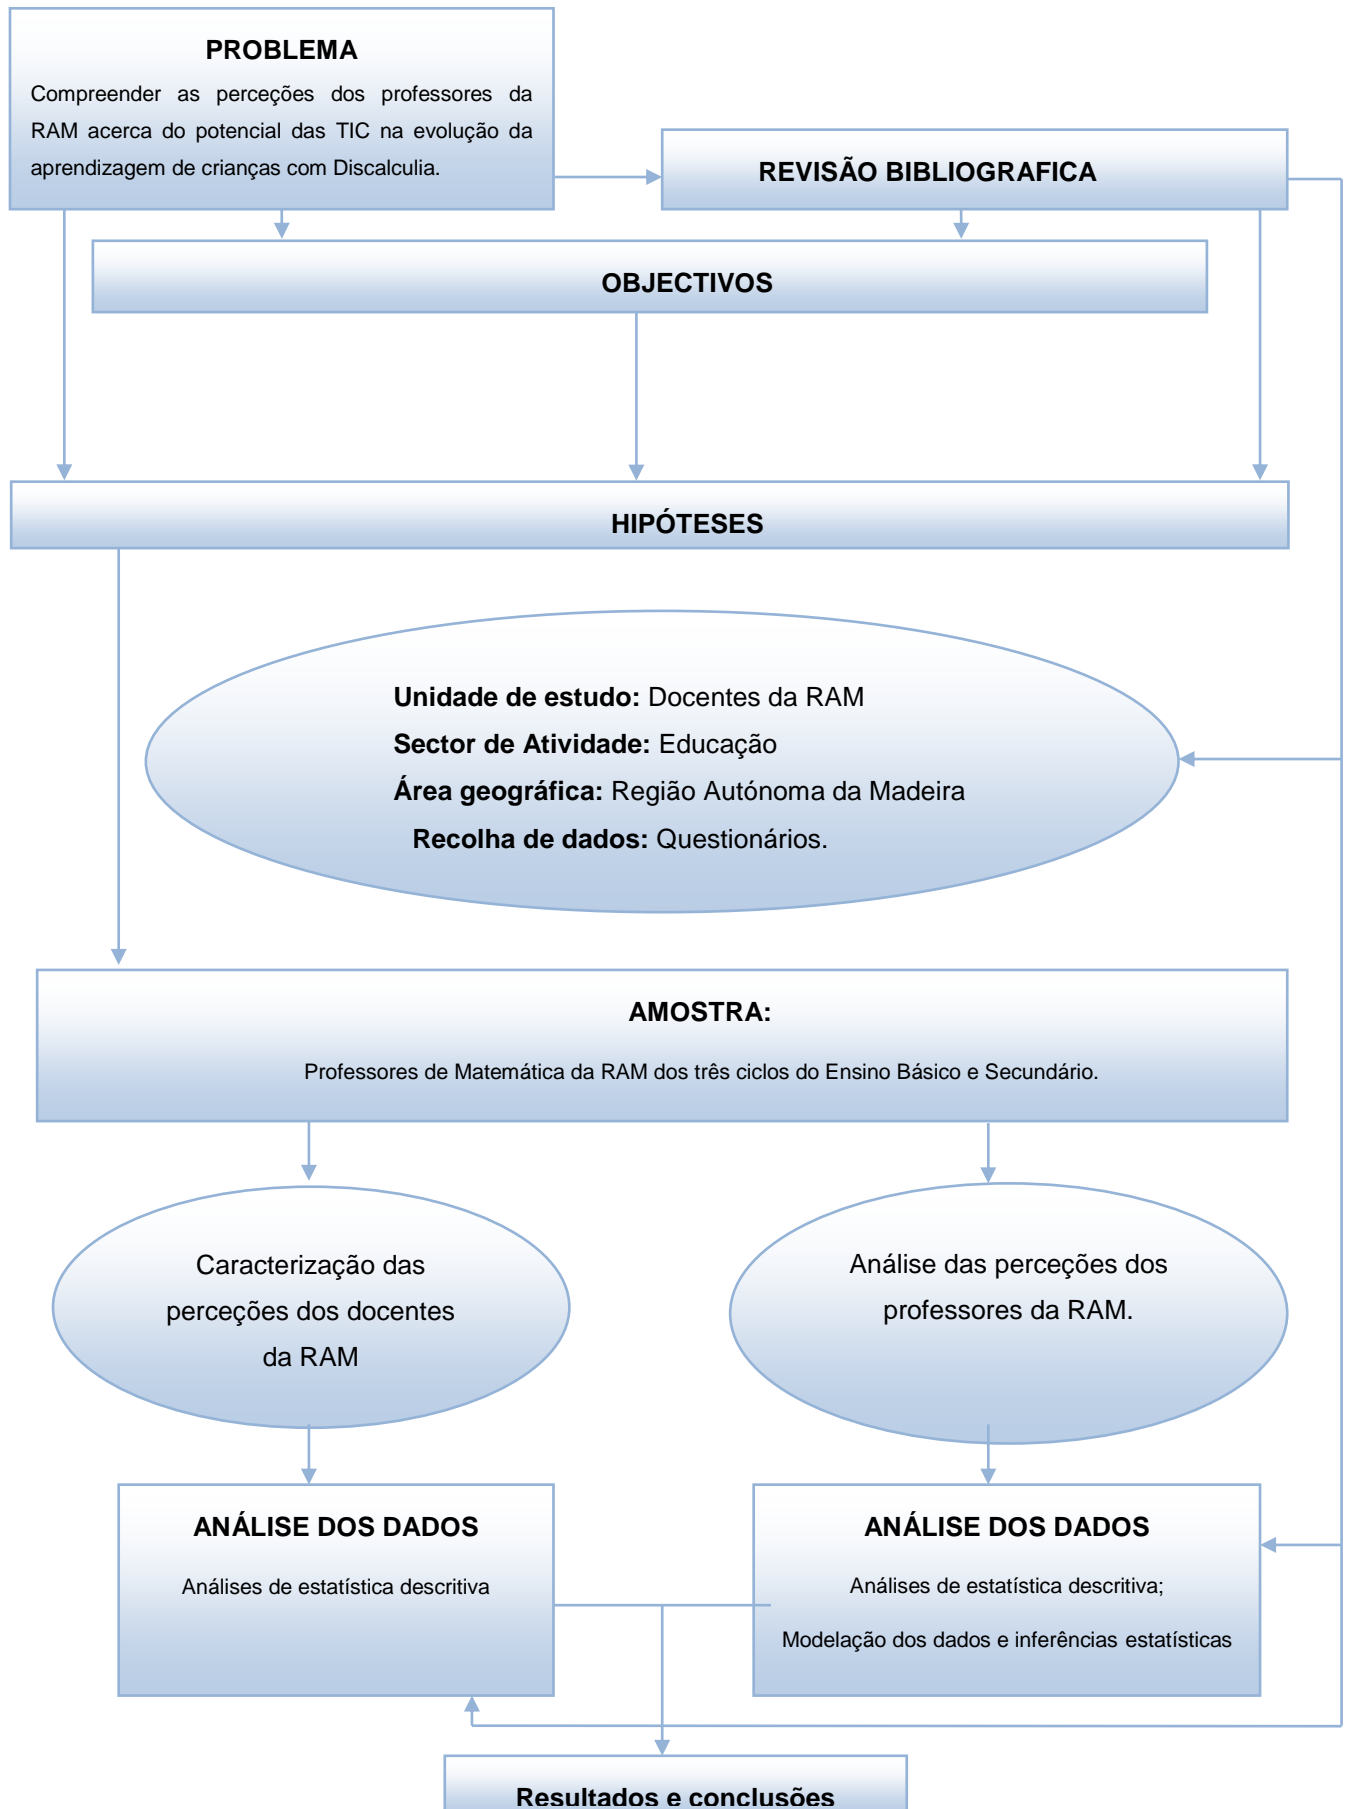 PROBLEMA
Compreender as perceções dos professores da
RAM acerca do potencial das TIC na evolução da
aprendizagem de crianças com Discalculia.
REVISÃO BIBLIOGRAFICA
OBJECTIVOS
HIPÓTESES
Unidade de estudo: Docentes da RAM
Sector de Atividade: Educação
Área geográfica: Região Autónoma da Madeira
Recolha de dados: Questionários.
AMOSTRA:
Professores de Matemática da RAM dos três ciclos do Ensino Básico e Secundário.
Caracterização das
perceções dos docentes
da RAM
Análise das perceções dos
professores da RAM.
ANÁLISE DOS DADOS
Análises de estatística descritiva
ANÁLISE DOS DADOS
Análises de estatística descritiva;
Modelação dos dados e inferências estatísticas
Resultados e conclusões